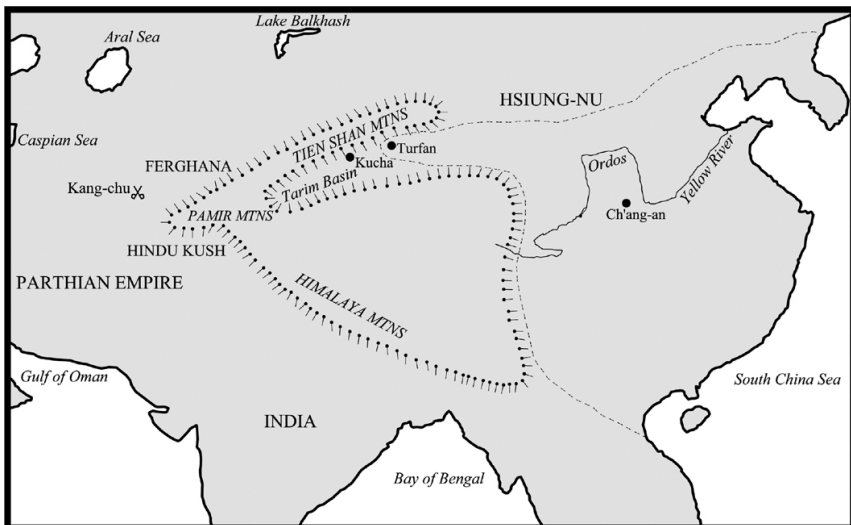 Lake Balkhash
Aral Sea
HSIUNG-NU
Caspian Sea
TIEN SHAN MTNS
Turfan
Kucha
FERGHANA
Ordos
Yellow River
Tarim Basin
Kang-chu
Ch'ang-an
PAMIR MTNS
HINDU KUSH
PARTHIAN EMPIRE
HIMALAYA MTNS
Gulf of Oman
South China Sea
INDIA
Bay of Bengal